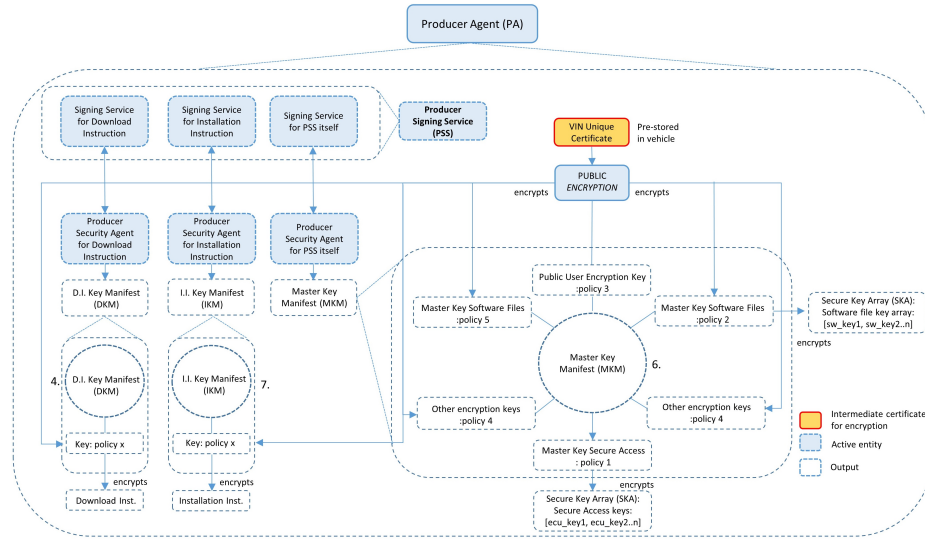 Producer Agent (PA)
Signing Service
for Download
Instruction
Signing Service
for Installation
Instruction
Signing Service
for PSS itself
Producer
Signing Service
(PSS)
VIN Unique
Certificate
Pre-stored
in vehicle
PUBLIC
ENCRYPTION
encrypts
encrypts
Producer
Security Agent
for Download
Instruction
Producer
Security Agent
for Installation
Instruction
Producer
Security Agent
for PSS itself
D.I. Key Manifest
(DKM)
I.I. Key Manifest
(IKM)
Master Key
Manifest (MKM)
Public User Encryption Key
:policy 3
Master Key Software Files
:policy 5
Master Key Software Files
:policy 2
Secure Key Array (SKA):
Software file key array:
[sw_key1, sw_key2..n]
encrypts
4.
D.I. Key Manifest
(DKM)
I.I. Key Manifest
(IKM)
7.
Master Key
Manifest (MKM)
6.
Other encryption keys
:policy 4
Other encryption keys
:policy 4
Key: policy x
Key: policy x
Master Key Secure Access
: policy 1
encrypts
encrypts
encrypts
Download Inst.
Installation Inst.
Secure Key Array (SKA):
Secure Access keys:
[ecu_key1, ecu_key2..n]
Intermediate certificate
for encryption
Active entity
Output